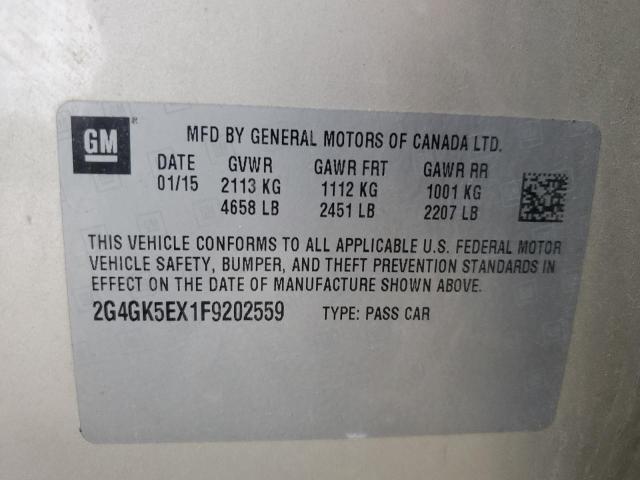 GM ® MFD BY GENERAL MOTORS OF CANADA LTD.
DATE GVWR GAWR FRT GAWR RR
01/15 2113 KG 1112 KG 1001 KG
4658 LB 2451 LB 2207 LB
THIS VEHICLE CONFORMS TO ALL APPLICABLE U.S. FEDERAL MOTOR
VEHICLE SAFETY, BUMPER, AND THEFT PREVENTION STANDARDS IN
EFFECT ON THE DATE OF MANUFACTURE SHOWN ABOVE.
2G4GK5EX1F9202559 TYPE: PASS CAR